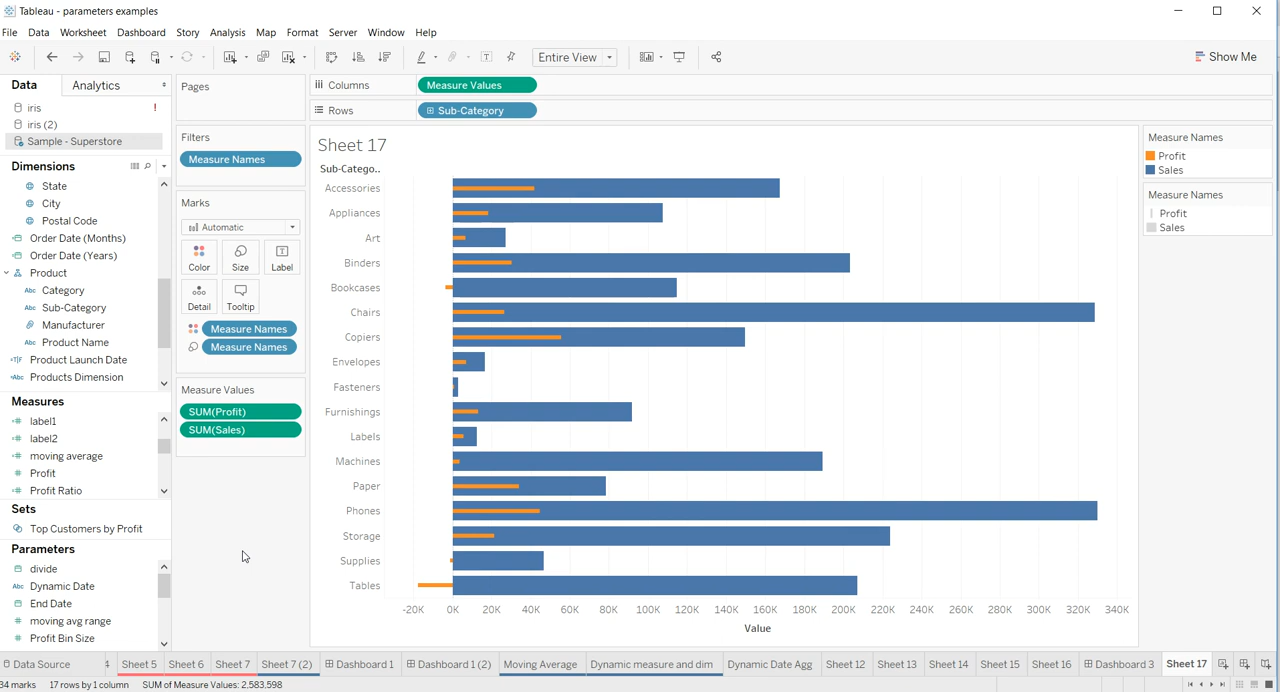 Tableau - parameters examples
File Data Worksheet Dashboard Story Analysis Map Format Server Window Help
Entire View
Show Me
Data Analytics
iris !
iris (2)
Sample - Superstore
Dimensions
State
City
Postal Code
Order Date (Months)
Order Date (Years)
Product
Abc Category
Abc Sub-Category
Manufacturer
Abc Product Name
Product Launch Date
Abc Products Dimension
Measures
label1
label2
moving average
Profit
Profit Ratio
Sets
Top Customers by Profit
Parameters
divide
Abc Dynamic Date
End Date
moving avg range
Profit Bin Size
Pages
Filters
Measure Names
Marks
Automatic
Color Size Label
Detail Tooltip
Measure Names
Measure Names
Measure Values
SUM(Profit)
SUM(Sales)
Columns Measure Values
Rows Sub-Category
Sheet 17
Sub-Catego..
Accessories
Appliances
Art
Binders
Bookcases
Chairs
Copiers
Envelopes
Fasteners
Furnishings
Labels
Machines
Paper
Phones
Storage
Supplies
Tables
-20K 0K 20K 40K 60K 80K 100K 120K 140K 160K 180K 200K 220K 240K 260K 280K 300K 320K 340K
Value
Measure Names
Profit
Sales
Measure Names
Profit
Sales
Data Source 4 Sheet 5 Sheet 6 Sheet 7 Sheet 7 (2) Dashboard 1 Dashboard 1 (2) Moving Average Dynamic measure and dim Dynamic Date Agg Sheet 12 Sheet 13 Sheet 14 Sheet 15 Sheet 16 Dashboard 3 Sheet 17
34 marks 17 rows by 1 column SUM of Measure Values: 2,583,598